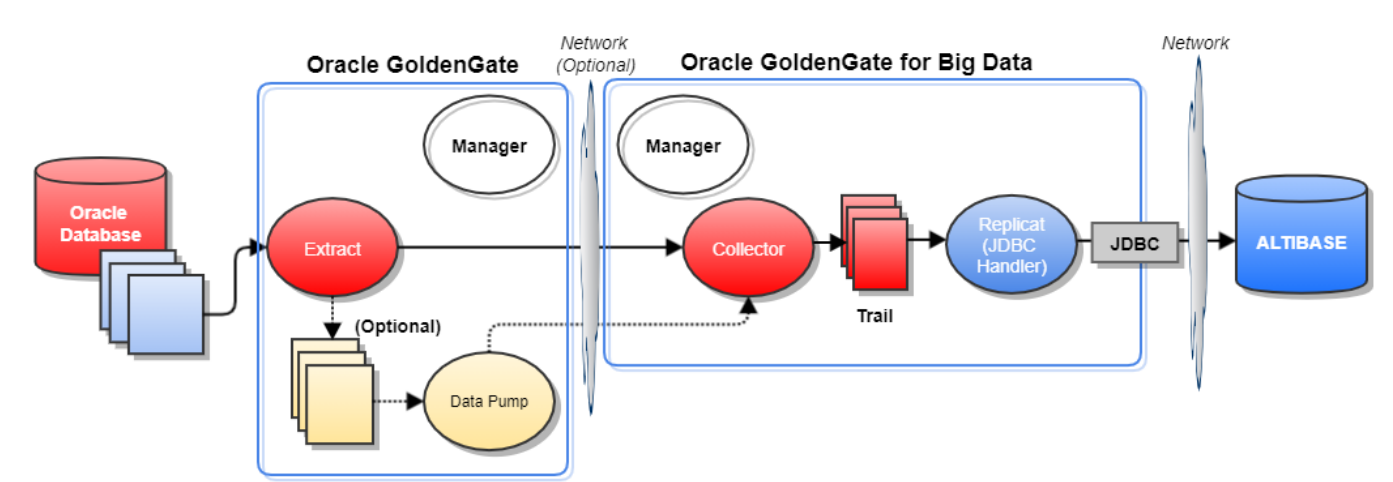 Oracle GoldenGate
Network
(Optional)
Oracle GoldenGate for Big Data
Network
Manager
Manager
Oracle
Database
Extract
Collector
Replicat
(JDBC
Handler)
JDBC
ALTIBASE
(Optional)
Trail
Data Pump